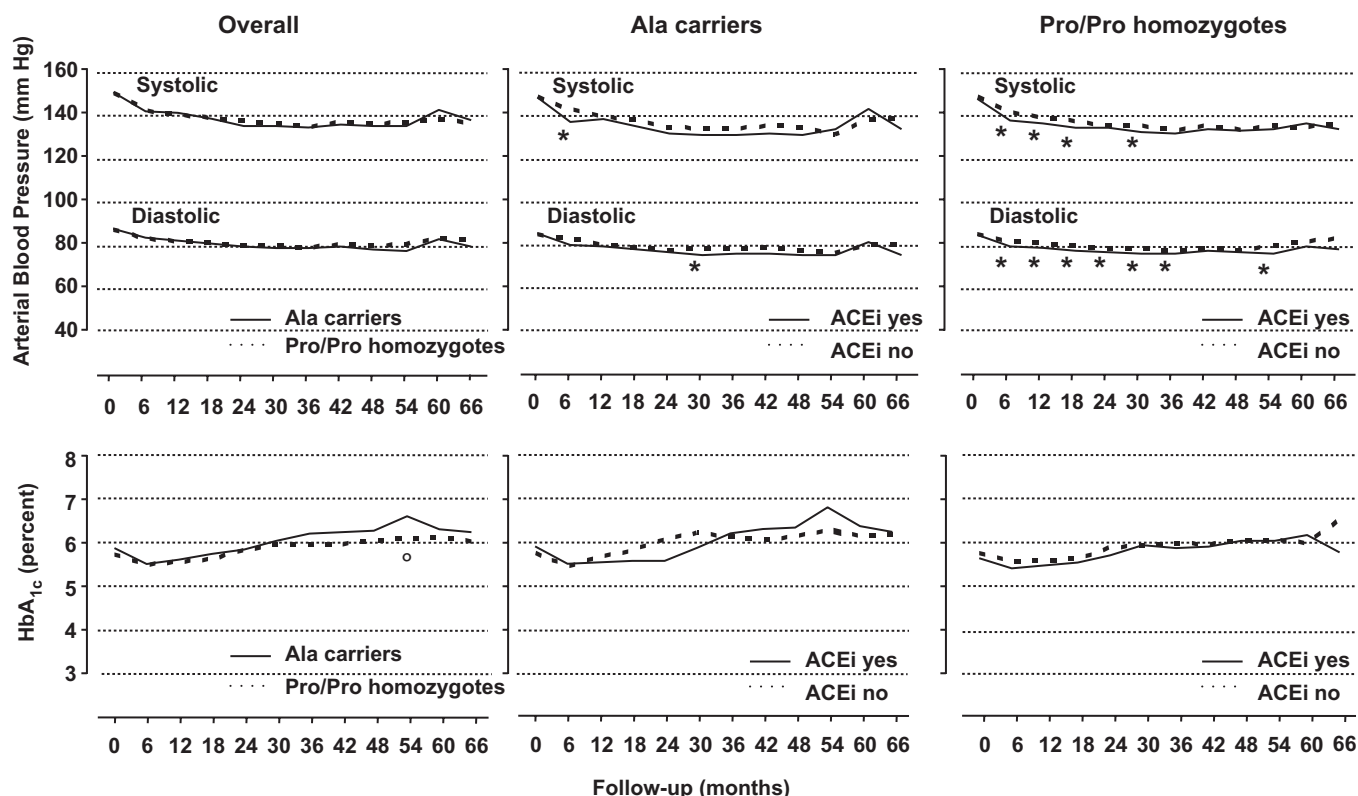 Overall
Ala carriers
Pro/Pro homozygotes
Arterial Blood Pressure (mm Hg)
160
140
120
100
80
60
40
Systolic
Diastolic
Ala carriers
Pro/Pro homozygotes
0 6 12 18 24 30 36 42 48 54 60 66
Systolic
*
Diastolic
*
ACEi yes
ACEi no
0 6 12 18 24 30 36 42 48 54 60 66
Systolic
* * * *
Diastolic
* * * * * * *
ACEi yes
ACEi no
0 6 12 18 24 30 36 42 48 54 60 66
HbA1c (percent)
8
7
6
5
4
3
°
Ala carriers
Pro/Pro homozygotes
0 6 12 18 24 30 36 42 48 54 60 66
ACEi yes
ACEi no
0 6 12 18 24 30 36 42 48 54 60 66
ACEi yes
ACEi no
0 6 12 18 24 30 36 42 48 54 60 66
Follow-up (months)